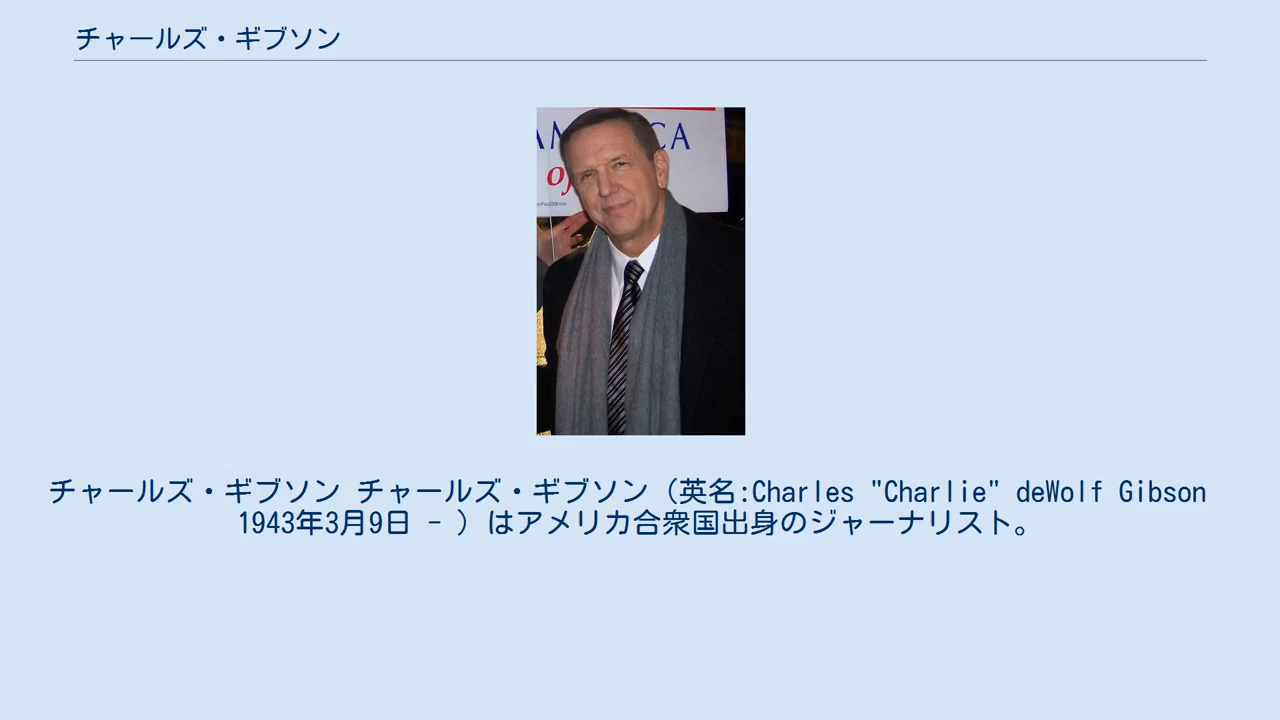 チャールズ・ギブソン
AM CA
of
チャールズ・ギブソン チャールズ・ギブソン（英名:Charles "Charlie" deWolf Gibson
1943年3月9日 - ）はアメリカ合衆国出身のジャーナリスト。